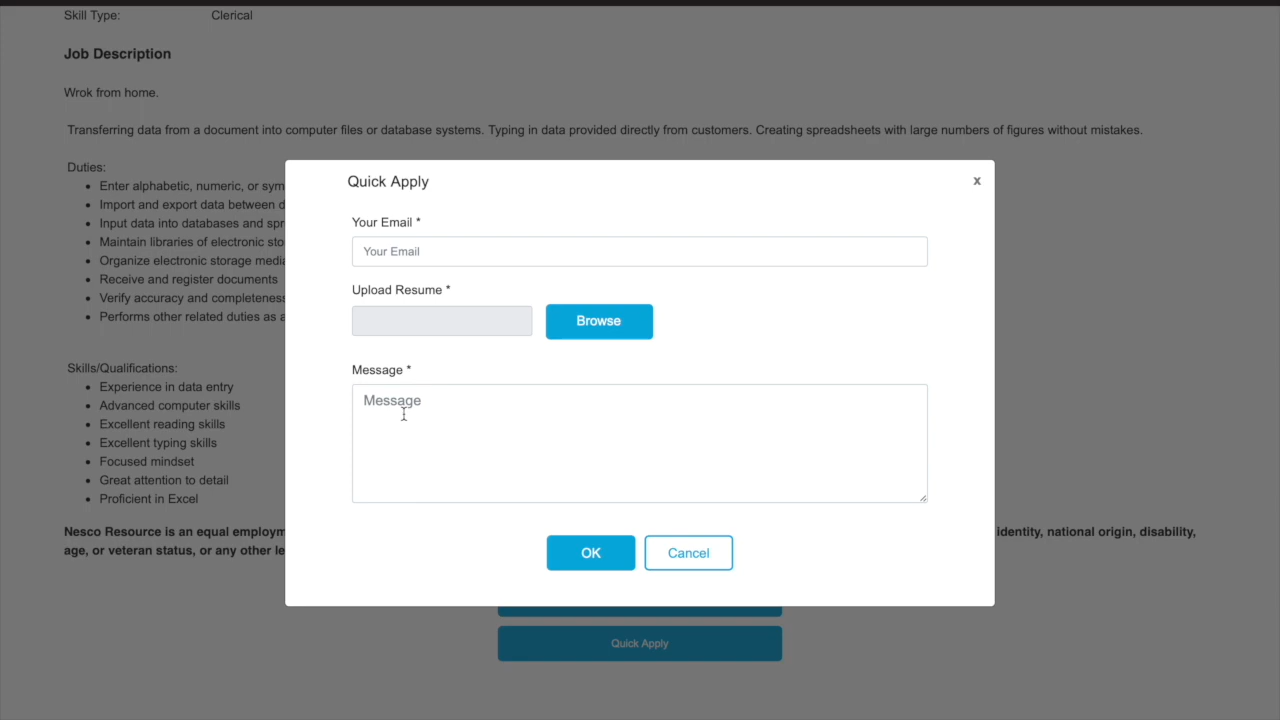 Skill Type: Clerical
Job Description
Wrok from home.
Transferring data from a document into computer files or database systems. Typing in data provided directly from customers. Creating spreadsheets with large numbers of figures without mistakes.
Duties:
Enter alphabetic, numeric, or sym
Import and export data between d
Input data into databases and spr
Maintain libraries of electronic sto
Organize electronic storage media
Receive and register documents
Verify accuracy and completeness
Performs other related duties as a
Skills/Qualifications:
Experience in data entry
Advanced computer skills
Excellent reading skills
Excellent typing skills
Focused mindset
Great attention to detail
Proficient in Excel
Nesco Resource is an equal employm identity, national origin, disability,
age, or veteran status, or any other le
Quick Apply x
Your Email *
Your Email
Upload Resume *
Browse
Message *
Message
OK Cancel
Quick Apply